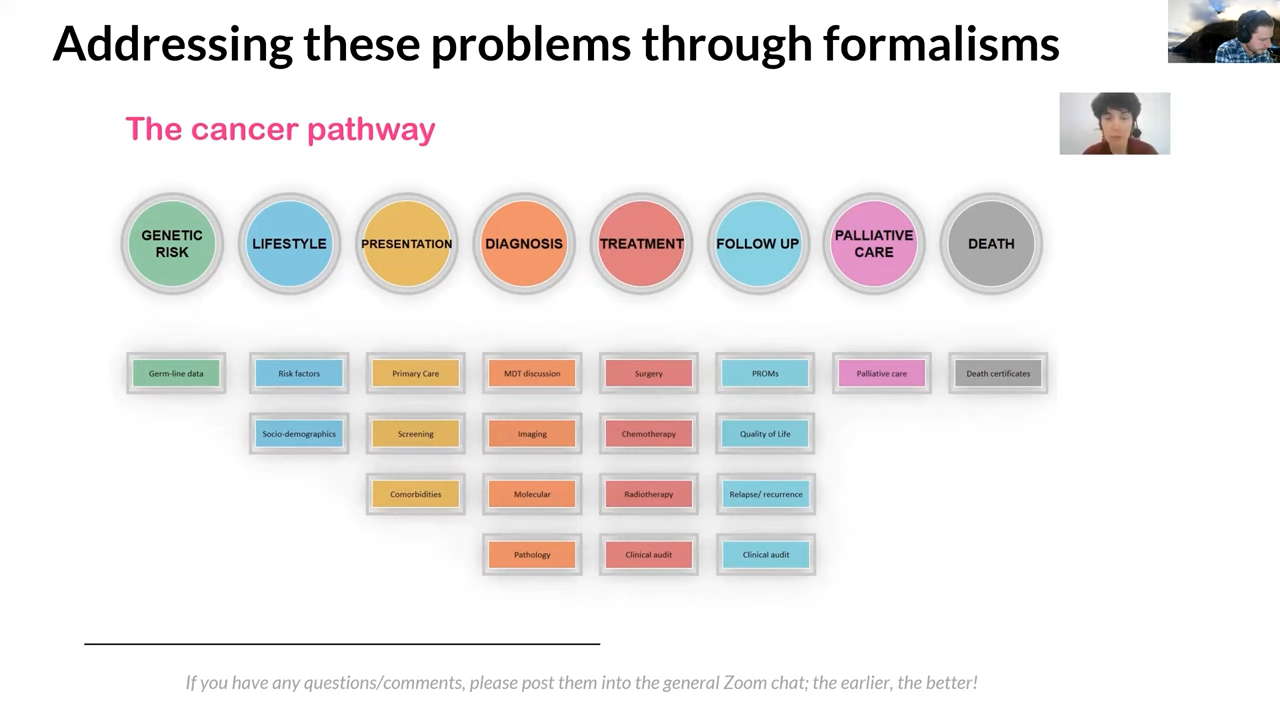 Addressing these problems through formalisms
The cancer pathway
GENETIC
RISK
LIFESTYLE
PRESENTATION
DIAGNOSIS
TREATMENT
FOLLOW UP
PALLIATIVE
CARE
DEATH
Germ-line data
Risk factors
Primary Care
MDT discussion
Surgery
PROMs
Palliative care
Death certificates
Socio-demographics
Screening
Imaging
Chemotherapy
Quality of Life
Comorbidities
Molecular
Radiotherapy
Relapse/ recurrence
Pathology
Clinical audit
Clinical audit
If you have any questions/comments, please post them into the general Zoom chat; the earlier, the better!